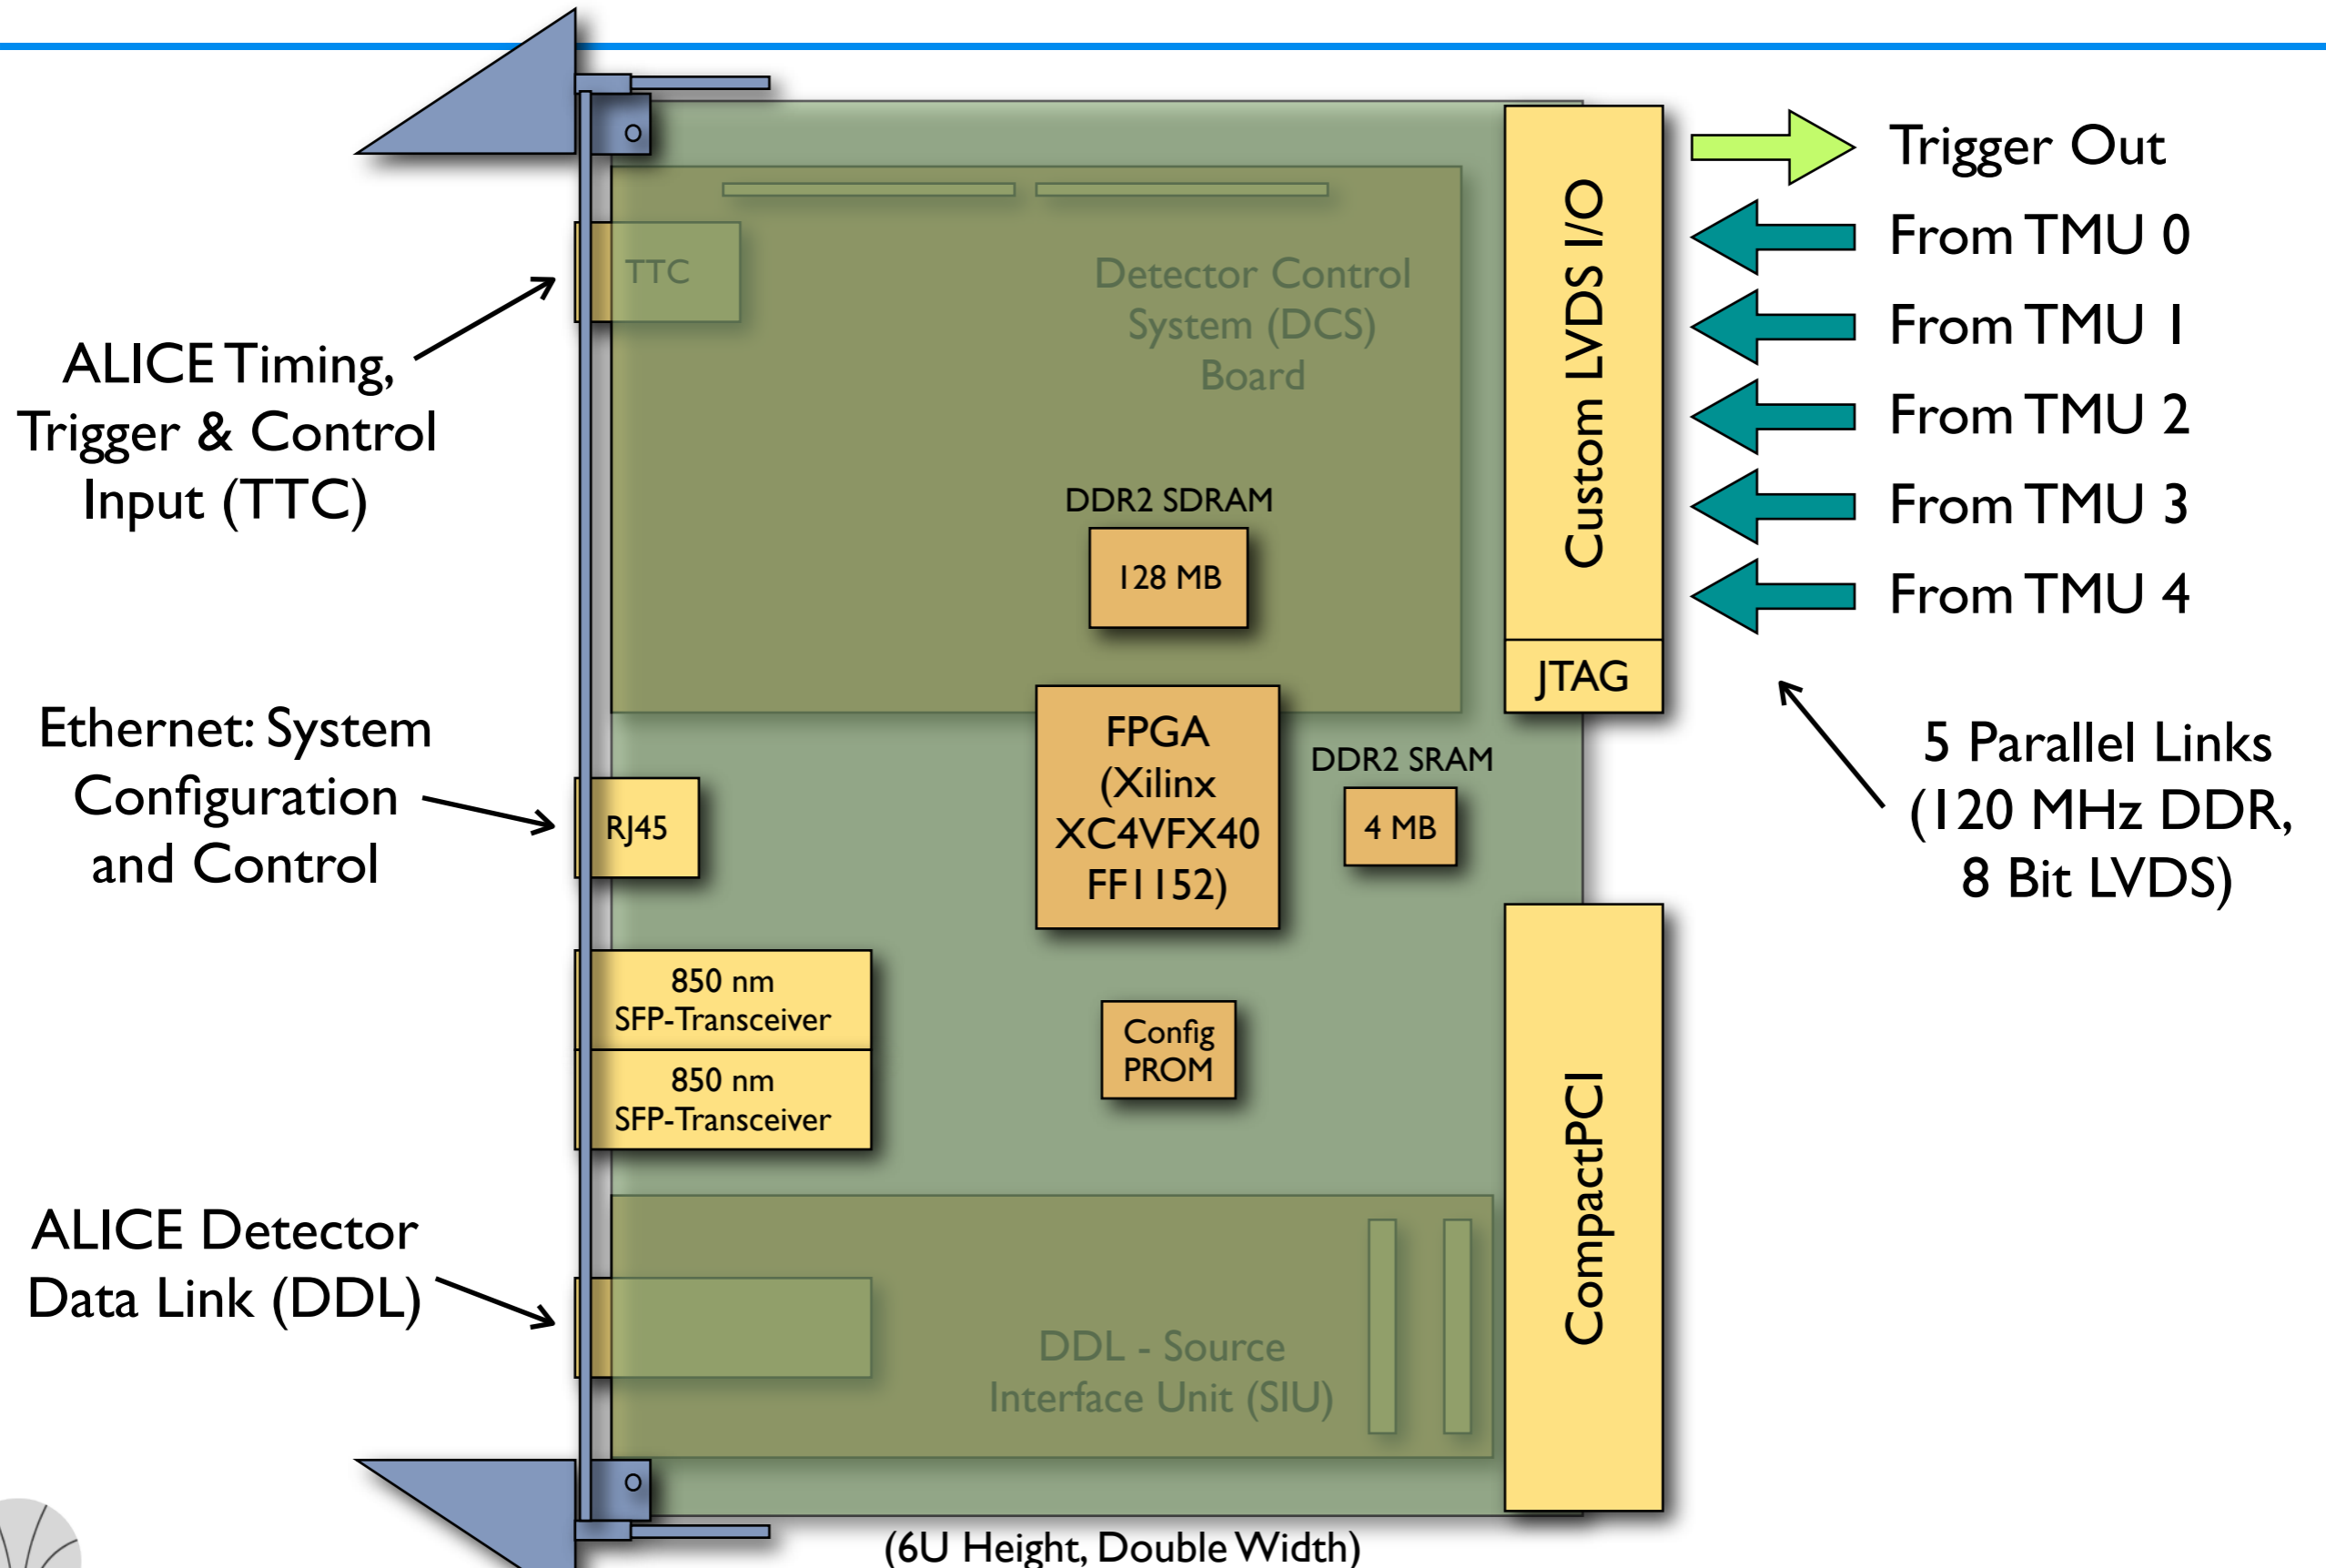 Trigger Out
From TMU 0
From TMU 1
From TMU 2
From TMU 3
From TMU 4
5 Parallel Links
(120 MHz DDR,
8 Bit LVDS)
ALICE Timing,
Trigger & Control
Input (TTC)
Ethernet: System
Configuration
and Control
ALICE Detector
Data Link (DDL)
TTC
Detector Control
System (DCS)
Board
DDR2 SDRAM
128 MB
Custom LVDS I/O
JTAG
FPGA
(Xilinx
XC4VFX40
FF1152)
DDR2 SRAM
4 MB
RJ45
850 nm
SFP-Transceiver
850 nm
SFP-Transceiver
Config
PROM
CompactPCI
DDL - Source
Interface Unit (SIU)
(6U Height, Double Width)